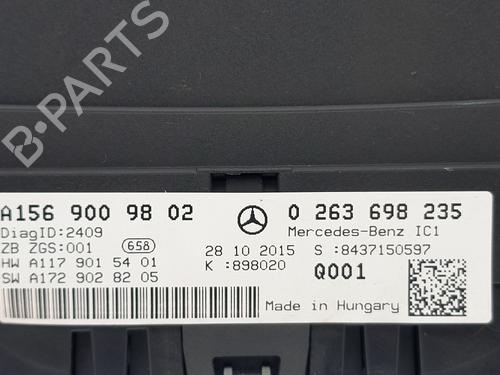 B-PARTS
A156 900 98 02
0 263 698 235
DiagID:2409
Mercedes-Benz IC1
ZB ZGS:001
658
28 10 2015
S :8437150597
HW A117 901 54 01
K :898020
Q001
SW A172 902 82 05
Made in Hungary